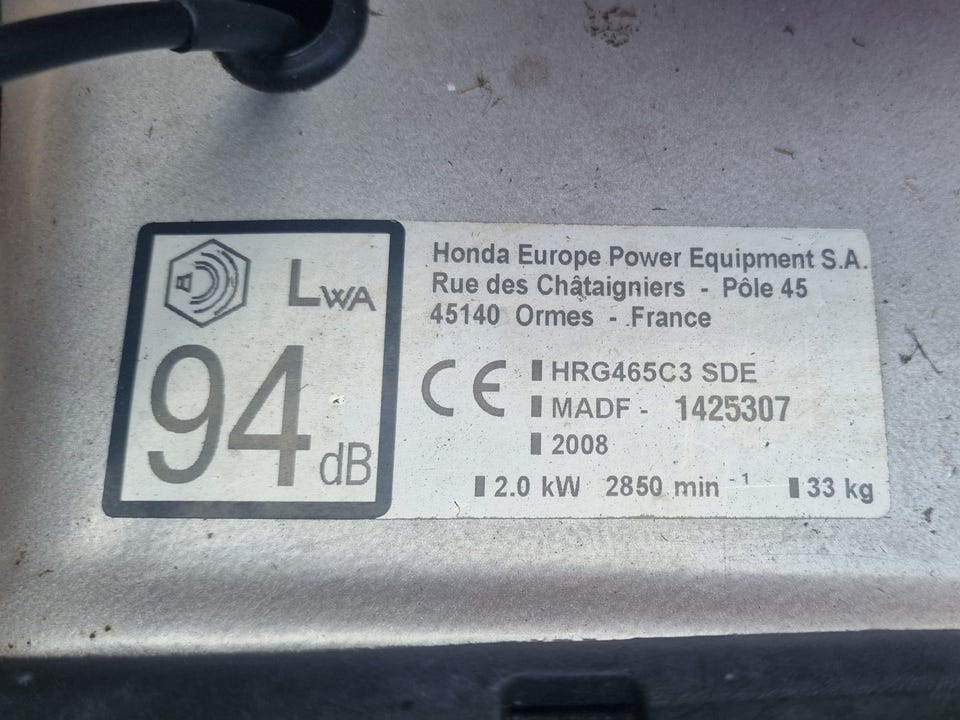 LWA
94 dB
Honda Europe Power Equipment S.A.
Rue des Châtaigniers - Pôle 45
45140 Ormes - France
CE
HRG465C3 SDE
MADF - 1425307
2008
2.0 kW 2850 min -1 33 kg